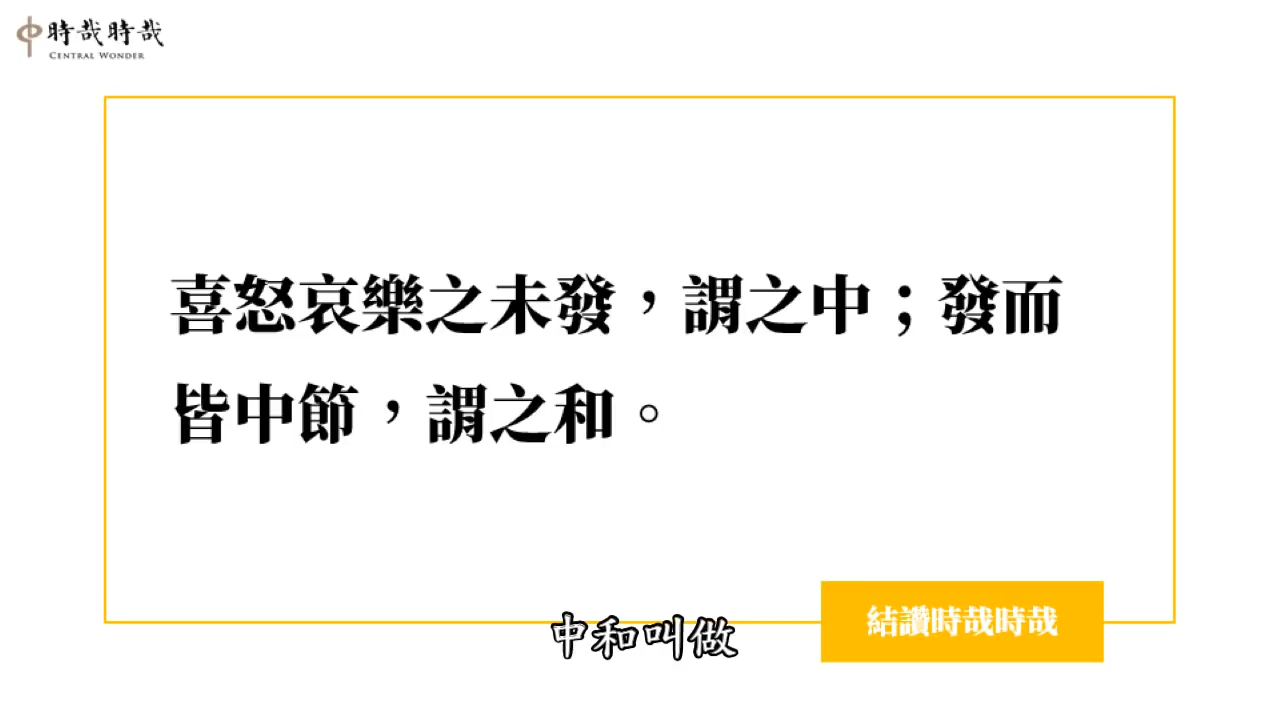 時哉時哉
CENTRAL WONDER
喜怒哀樂之未發，謂之中；發而
皆中節，謂之和。
結讚時哉時哉
中和叫做